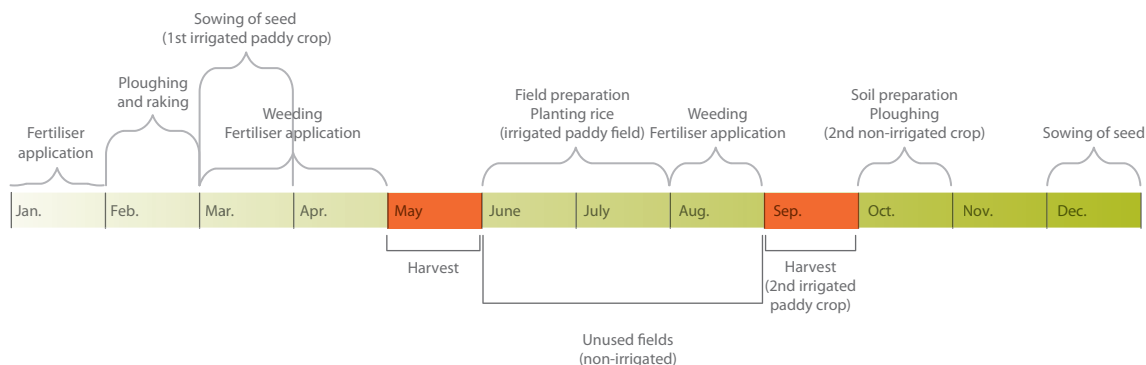 Sowing of seed
(1st irrigated paddy crop)
Ploughing
and raking
Fertiliser
application
Weeding
Fertiliser application
Field preparation
Planting rice
(irrigated paddy field)
Weeding
Fertiliser application
Soil preparation
Ploughing
(2nd non-irrigated crop)
Sowing of seed
Jan.
Feb.
Mar.
Apr.
May
June
July
Aug.
Sep.
Oct.
Nov.
Dec.
Harvest
Harvest
(2nd irrigated
paddy crop)
Unused fields
(non-irrigated)